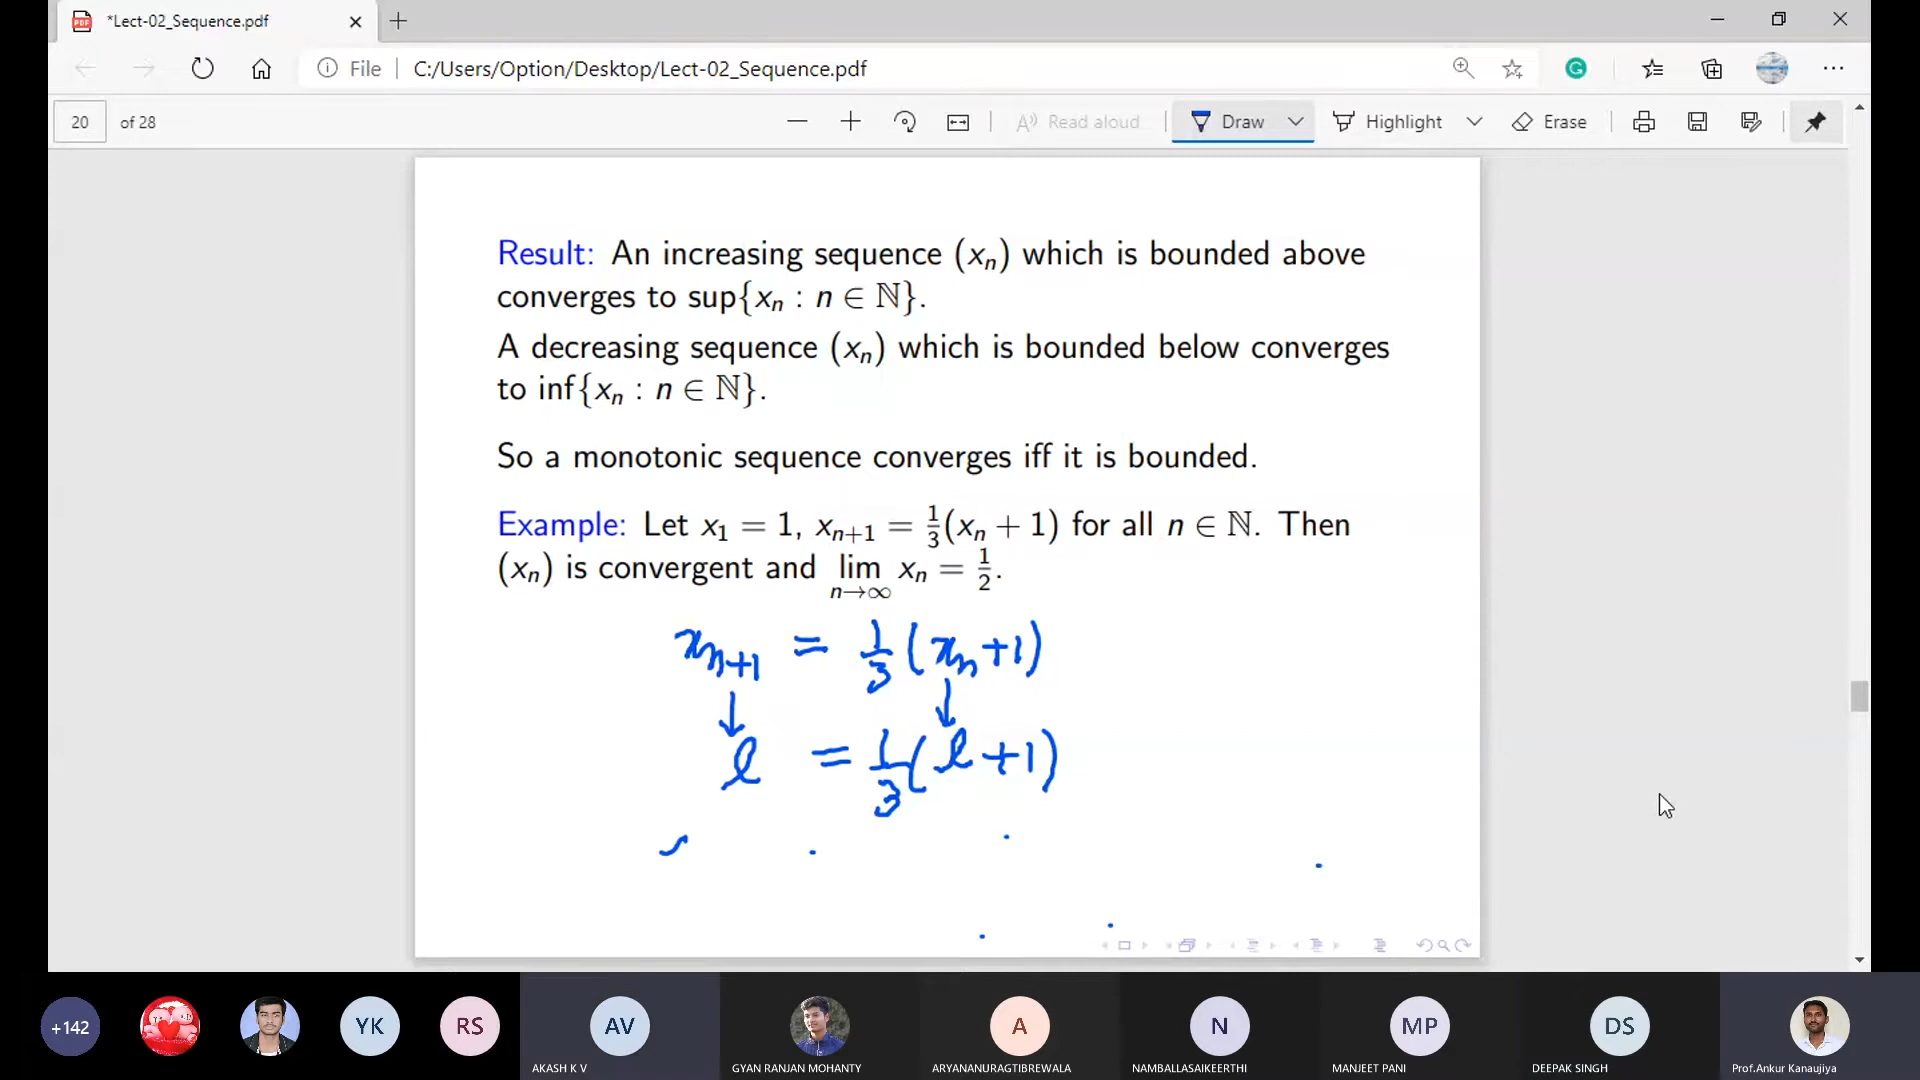 *Lect-02_Sequence.pdf
File | C:/Users/Option/Desktop/Lect-02_Sequence.pdf
20 of 28 Read aloud Draw Highlight Erase
Result: An increasing sequence (xₙ) which is bounded above
converges to sup{xₙ : n ∈ ℕ}.
A decreasing sequence (xₙ) which is bounded below converges
to inf{xₙ : n ∈ ℕ}.
So a monotonic sequence converges iff it is bounded.
Example: Let x₁ = 1, xₙ₊₁ = 1/3(xₙ + 1) for all n ∈ ℕ. Then
(xₙ) is convergent and lim n→∞ xₙ = 1/2.
xₙ₊₁ = 1/3 (xₙ+1)
↓ ↓
l = 1/3 (l+1)
+142 YK RS AV A N MP DS
AKASH K V GYAN RANJAN MOHANTY ARYANANURAGTIBREWALA NAMBALLASAIKEERTHI MANJEET PANI DEEPAK SINGH Prof.Ankur Kanaujiya